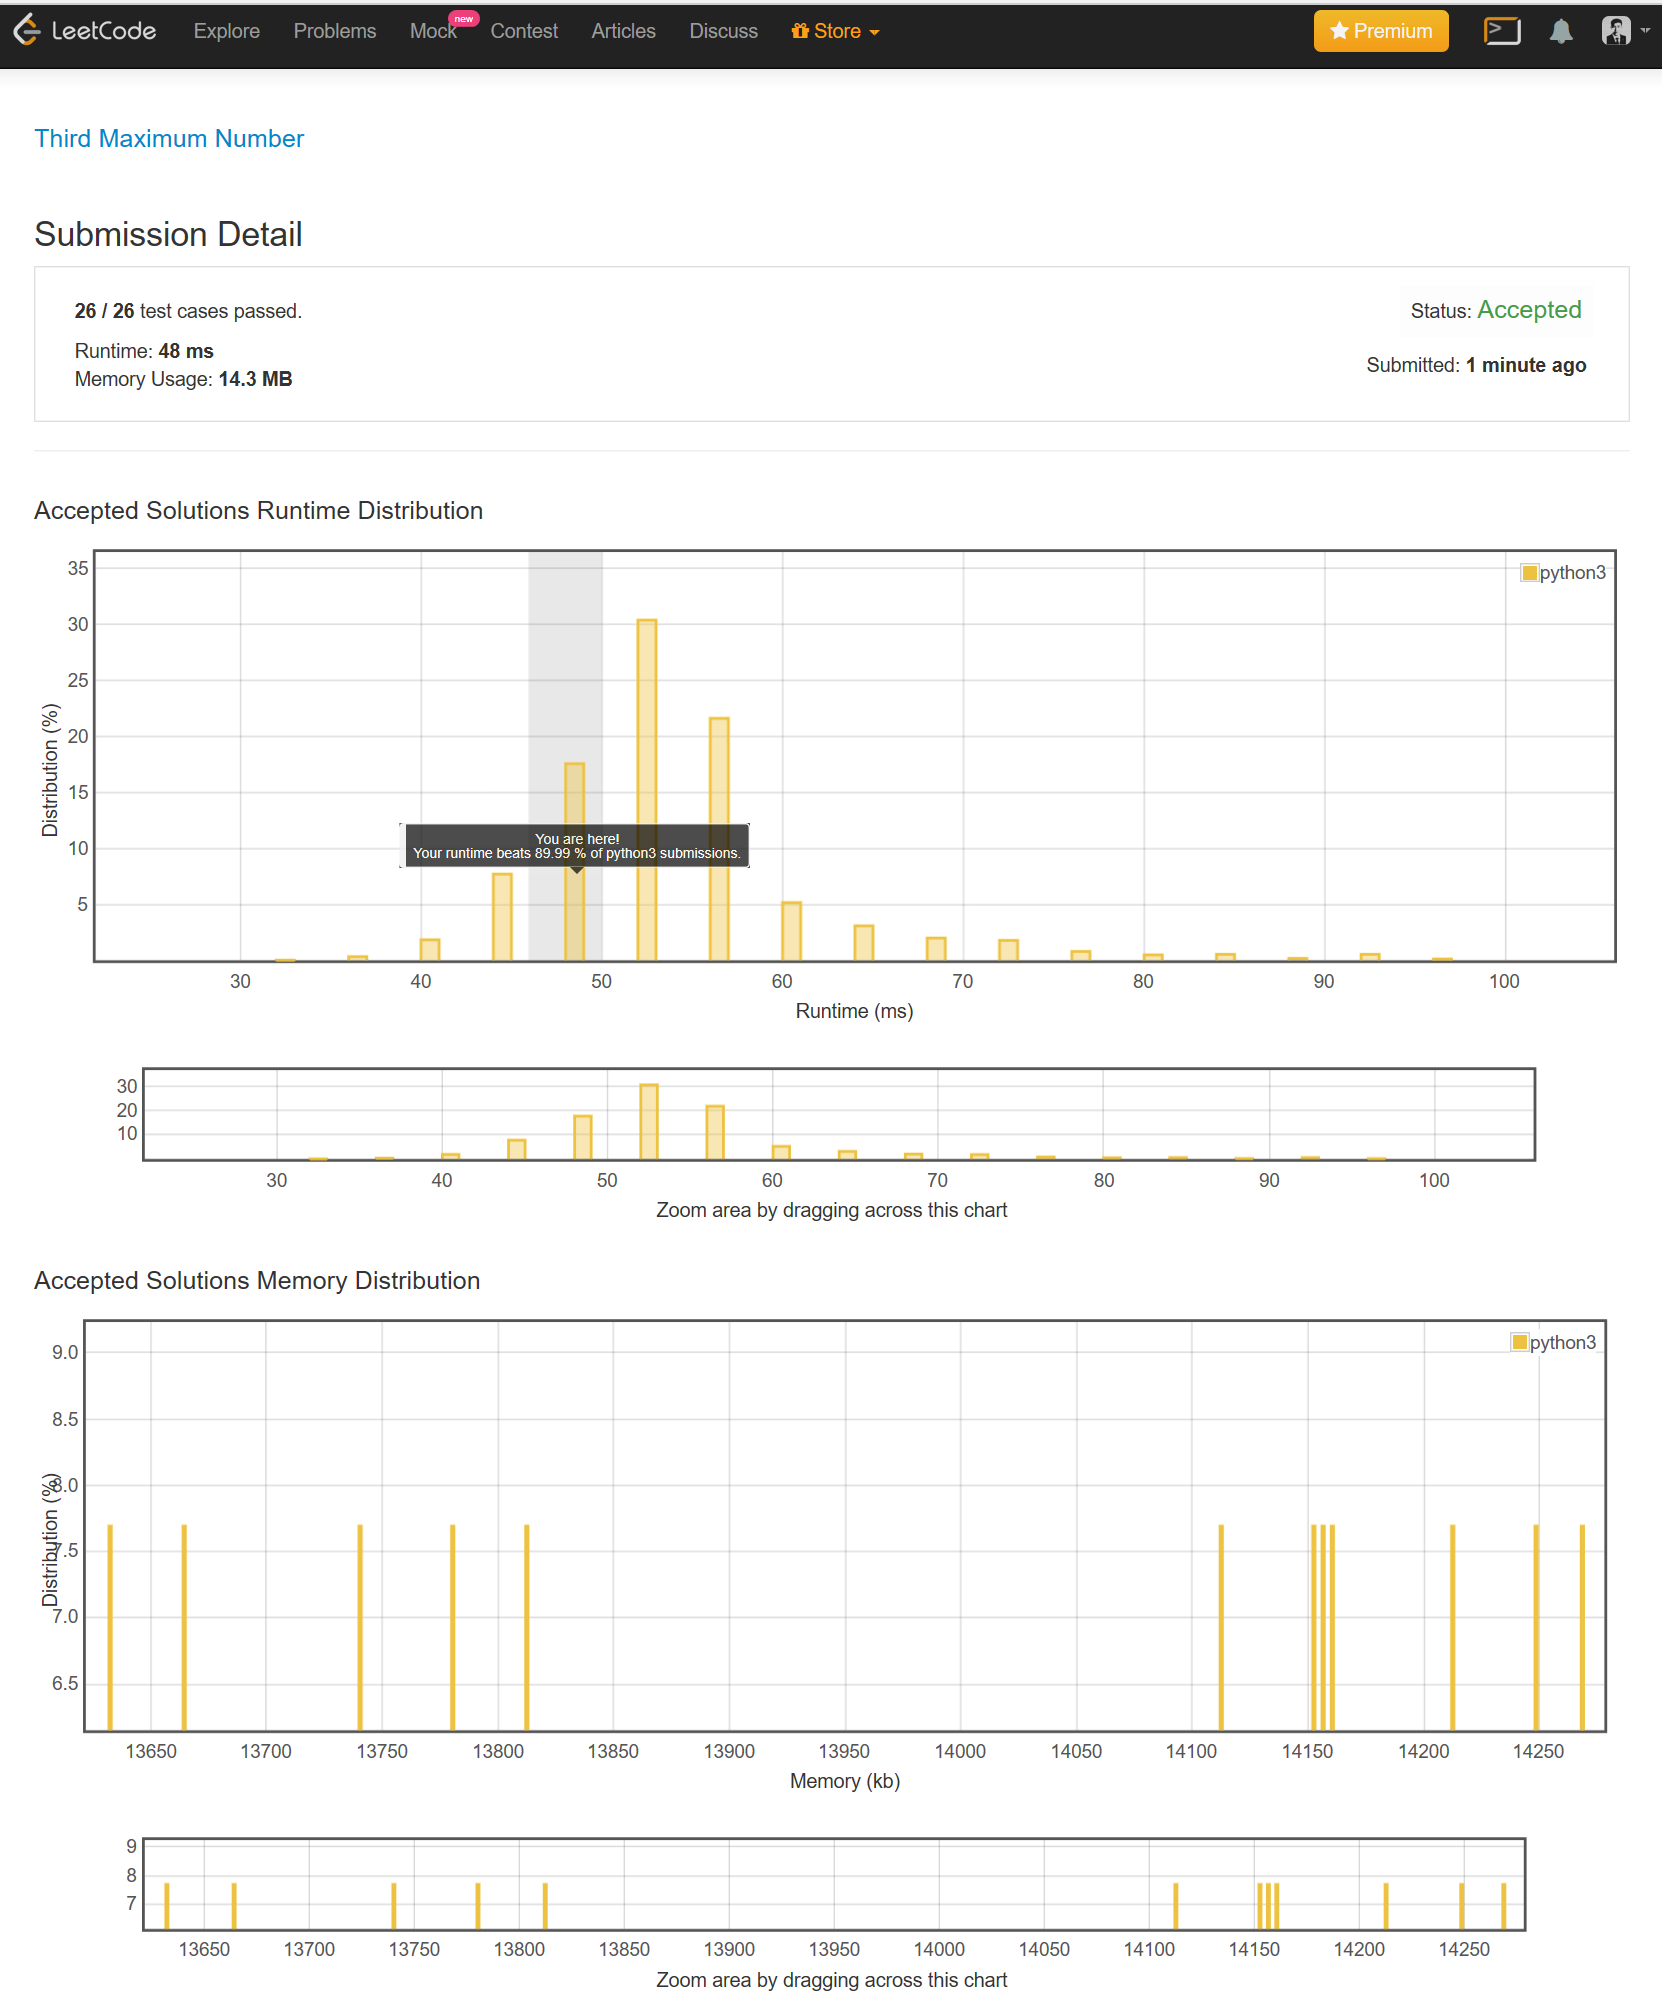 LeetCode Explore Problems Mock new Contest Articles Discuss Store Premium
Third Maximum Number
Submission Detail
26 / 26 test cases passed.
Status: Accepted
Runtime: 48 ms
Submitted: 1 minute ago
Memory Usage: 14.3 MB
Accepted Solutions Runtime Distribution
python3
35
30
25
20
15
10
5
Distribution (%)
You are here!
Your runtime beats 89.99 % of python3 submissions.
30 40 50 60 70 80 90 100
Runtime (ms)
30
20
10
30 40 50 60 70 80 90 100
Zoom area by dragging across this chart
Accepted Solutions Memory Distribution
python3
9.0
8.5
8.0
7.5
7.0
6.5
Distribution (%)
13650 13700 13750 13800 13850 13900 13950 14000 14050 14100 14150 14200 14250
Memory (kb)
9
8
7
13650 13700 13750 13800 13850 13900 13950 14000 14050 14100 14150 14200 14250
Zoom area by dragging across this chart